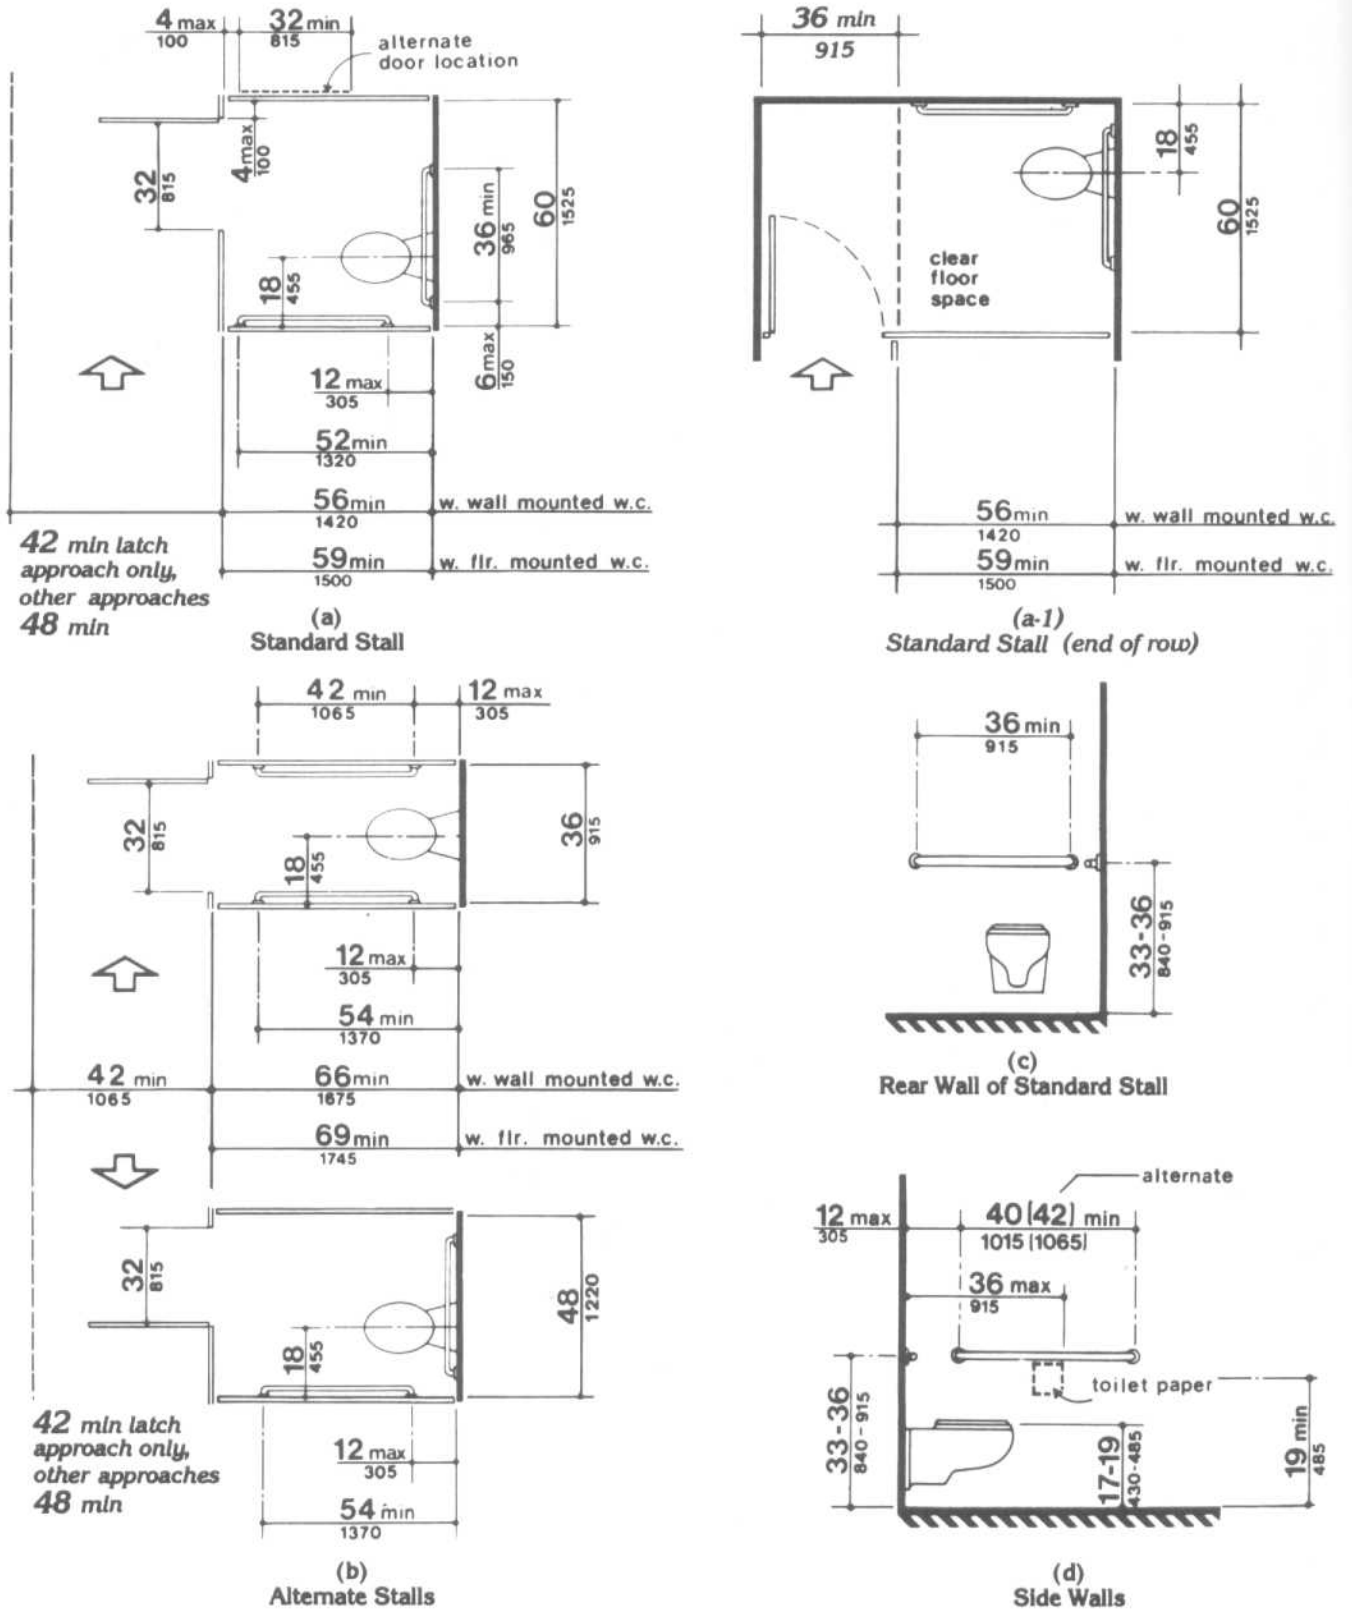 4 max
100
32 min
815
alternate
door location
32
815
4 max
100
18
455
36 min
965
60
1525
6 max
150
12 max
305
52 min
1320
56 min
1420
w. wall mounted w.c.
59 min
1500
w. flr. mounted w.c.
42 min latch
approach only,
other approaches
48 min
(a)
Standard Stall
36 min
915
18
455
60
1525
clear
floor
space
56 min
1420
w. wall mounted w.c.
59 min
1500
w. flr. mounted w.c.
(a-1)
Standard Stall (end of row)
42 min
1065
12 max
305
32
815
18
455
36
915
12 max
305
54 min
1370
42 min
1065
66 min
1675
w. wall mounted w.c.
69 min
1745
w. flr. mounted w.c.
32
815
18
455
48
1220
42 min latch
approach only,
other approaches
48 min
12 max
305
54 min
1370
(b)
Alternate Stalls
36 min
915
33-36
840-915
(c)
Rear Wall of Standard Stall
alternate
12 max
305
40 (42) min
1015 (1065)
36 max
915
toilet paper
33-36
840-915
17-19
430-485
19 min
485
(d)
Side Walls